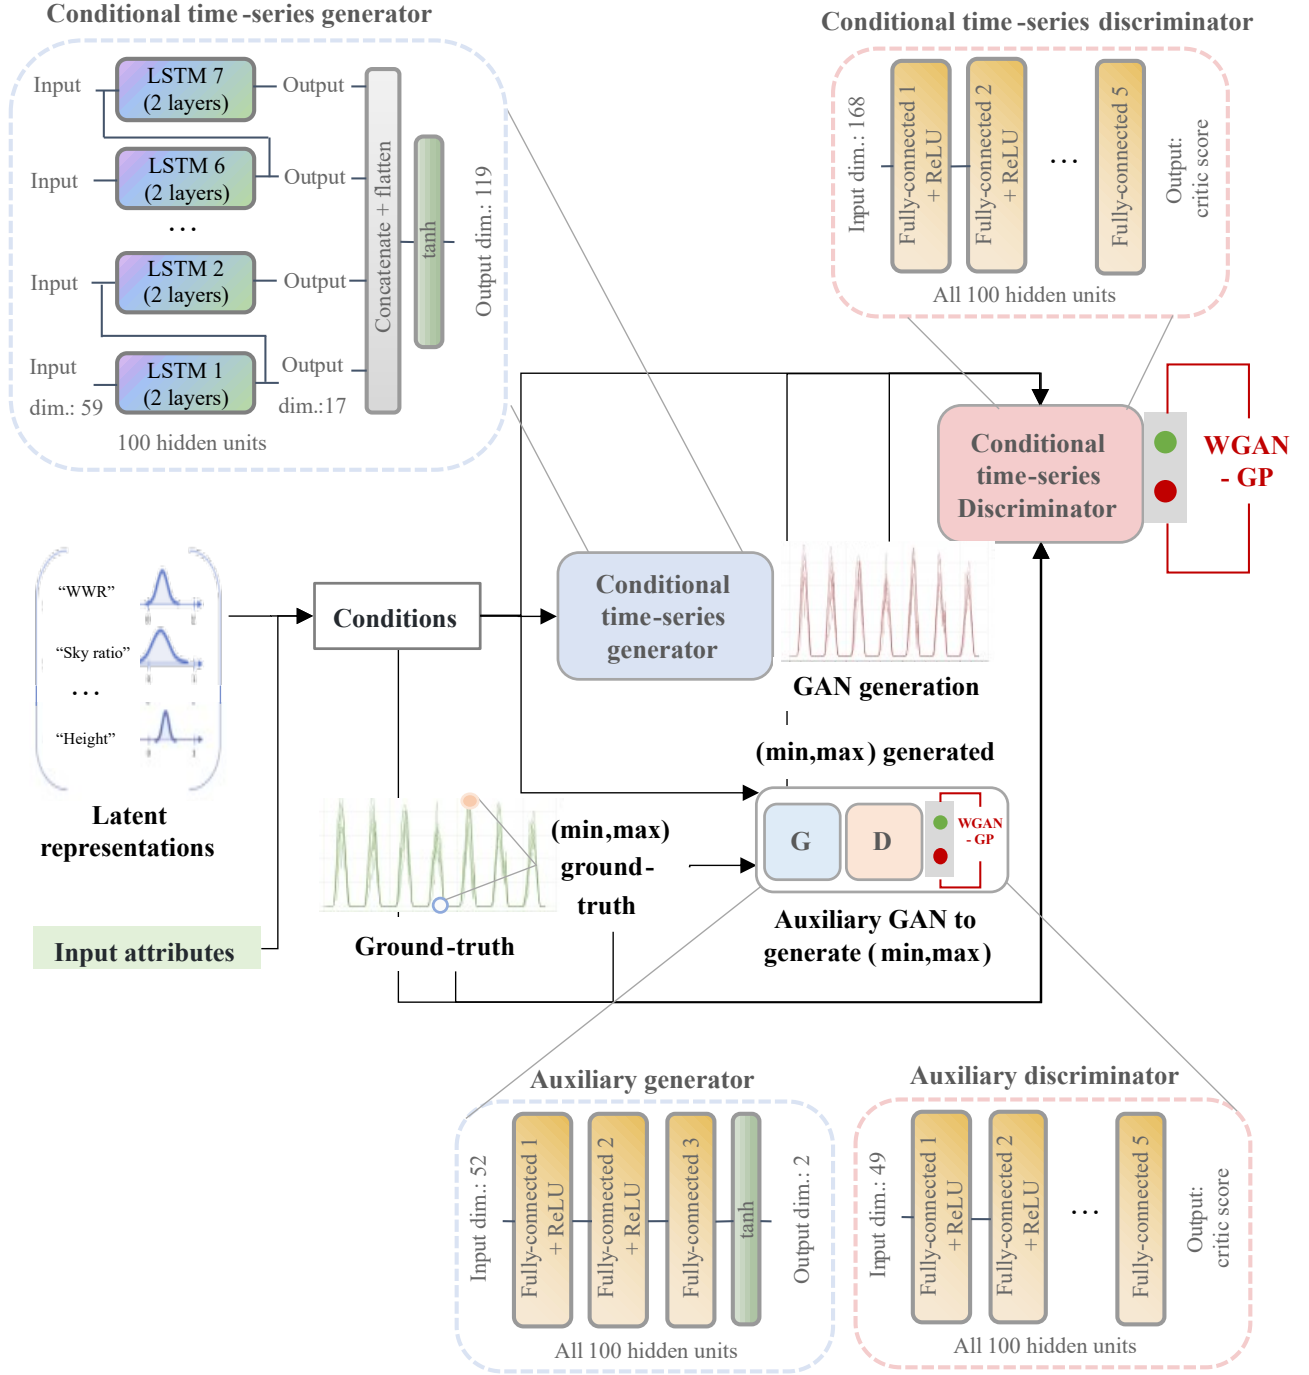 Conditional time-series generator
Input
LSTM 7
(2 layers)
Output
Input
LSTM 6
(2 layers)
Output
...
Input
LSTM 2
(2 layers)
Output
Input
dim.: 59
LSTM 1
(2 layers)
Output
dim.:17
100 hidden units
Concatenate + flatten
tanh
Output dim.: 119
Conditional time-series discriminator
Input dim.: 168
Fully-connected 1
+ ReLU
Fully-connected 2
+ ReLU
...
Fully-connected 5
Output:
critic score
All 100 hidden units
Conditional
time-series
Discriminator
WGAN
- GP
“WWR”
“Sky ratio”
...
“Height”
Latent
representations
Input attributes
Conditions
Conditional
time-series
generator
GAN generation
(min,max) generated
(min,max)
ground-
truth
Ground-truth
G
D
WGAN
- GP
Auxiliary GAN to
generate (min,max)
Auxiliary generator
Input dim.: 52
Fully-connected 1
+ ReLU
Fully-connected 2
+ ReLU
Fully-connected 3
tanh
Output dim.: 2
All 100 hidden units
Auxiliary discriminator
Input dim.: 49
Fully-connected 1
+ReLU
Fully-connected 2
+ReLU
...
Fully-connected 5
Output:
critic score
All 100 hidden units